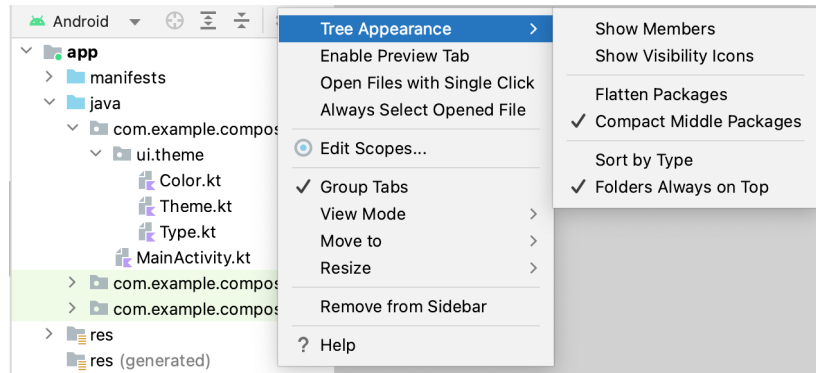 Android
app
manifests
java
com.example.compos
ui.theme
Color.kt
Theme.kt
Type.kt
MainActivity.kt
com.example.compos
com.example.compos
res
res (generated)
Tree Appearance
Enable Preview Tab
Open Files with Single Click
Always Select Opened File
Edit Scopes...
Group Tabs
View Mode
Move to
Resize
Remove from Sidebar
? Help
Show Members
Show Visibility Icons
Flatten Packages
Compact Middle Packages
Sort by Type
Folders Always on Top